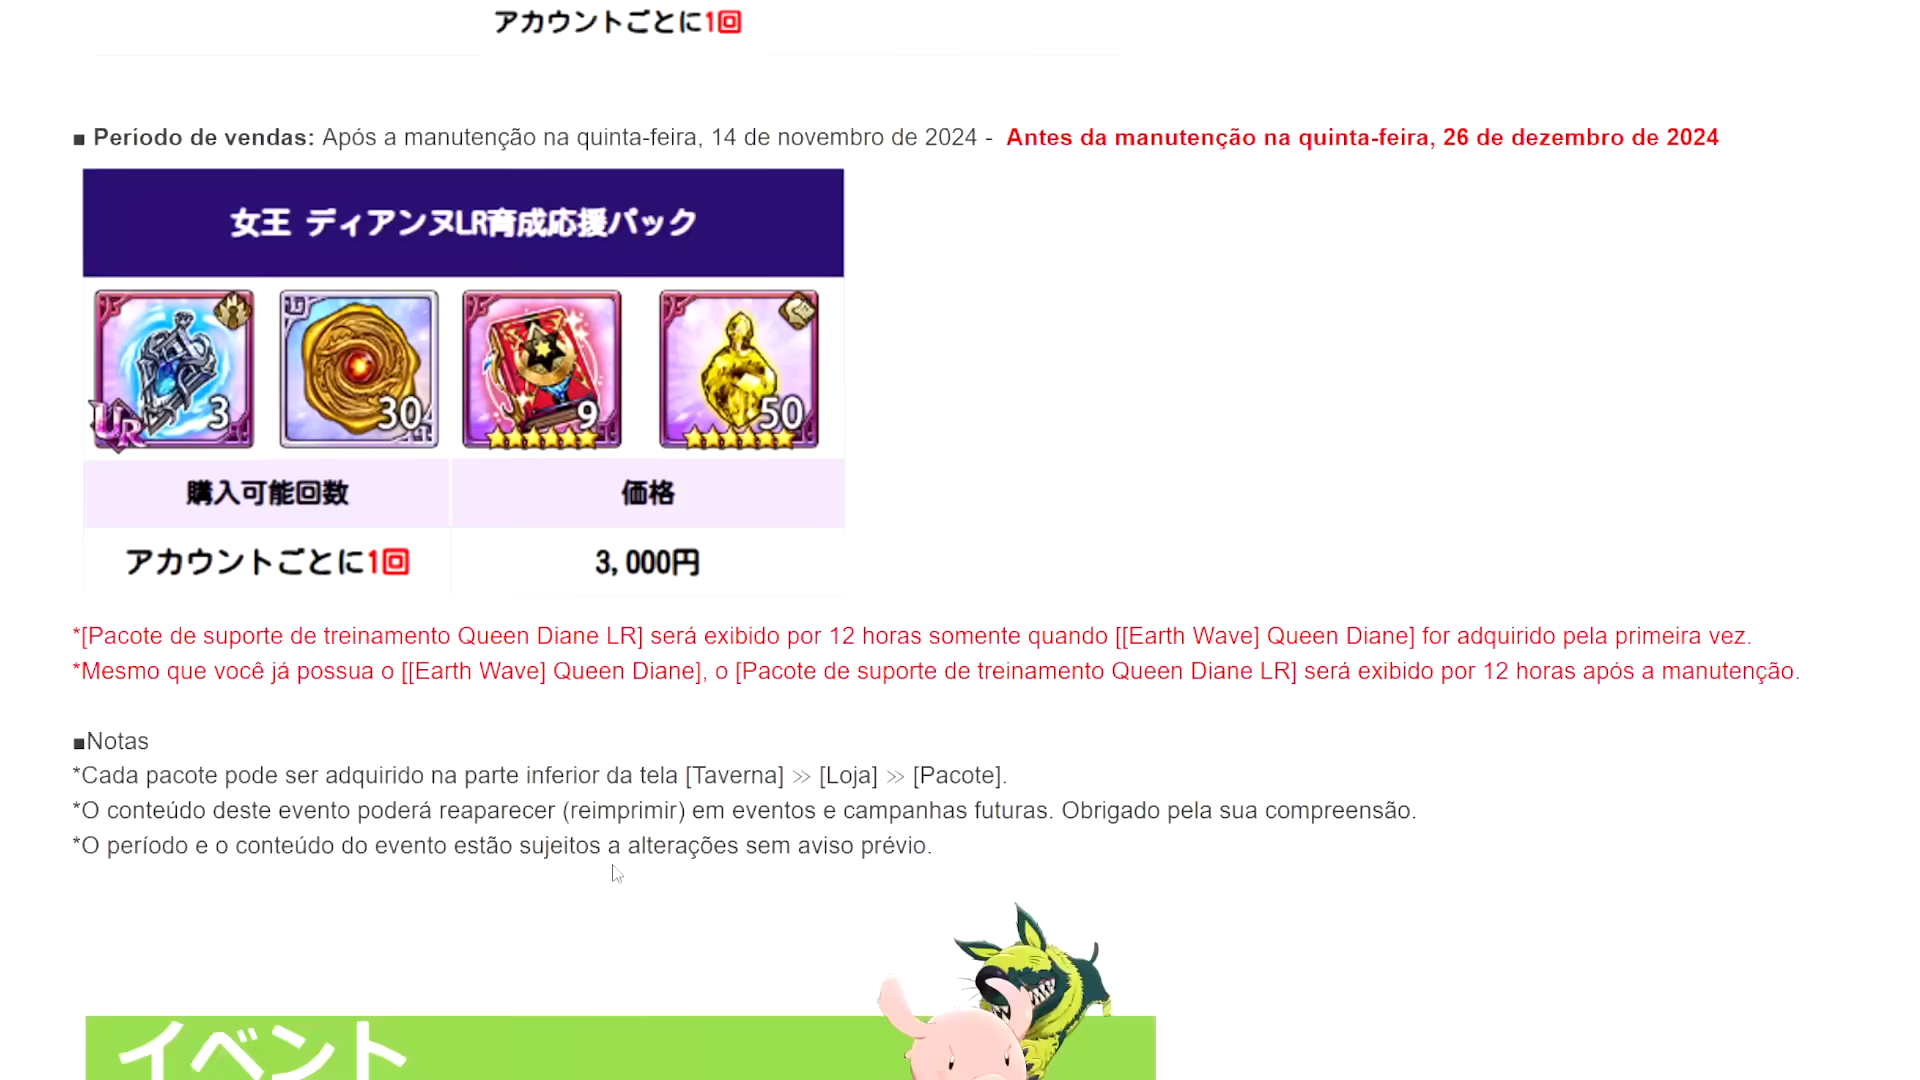 アカウントごとに1回
■ Período de vendas: Após a manutenção na quinta-feira, 14 de novembro de 2024 - Antes da manutenção na quinta-feira, 26 de dezembro de 2024
女王 ディアンヌLR育成応援パック
UR 3 30 9 50
購入可能回数 価格
アカウントごとに1回 3,000円
*[Pacote de suporte de treinamento Queen Diane LR] será exibido por 12 horas somente quando [[Earth Wave] Queen Diane] for adquirido pela primeira vez.
*Mesmo que você já possua o [[Earth Wave] Queen Diane], o [Pacote de suporte de treinamento Queen Diane LR] será exibido por 12 horas após a manutenção.
■Notas
*Cada pacote pode ser adquirido na parte inferior da tela [Taverna] >> [Loja] >> [Pacote].
*O conteúdo deste evento poderá reaparecer (reimprimir) em eventos e campanhas futuras. Obrigado pela sua compreensão.
*O período e o conteúdo do evento estão sujeitos a alterações sem aviso prévio.
イベント